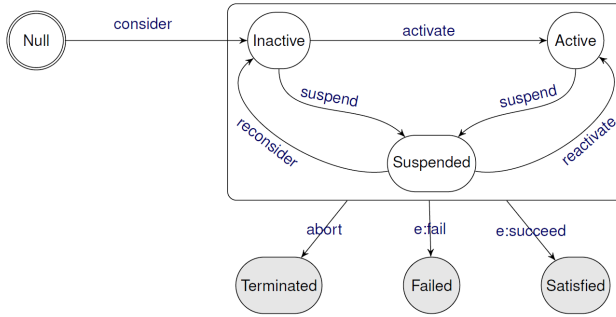 consider
Null
Inactive
activate
Active
suspend
suspend
reconsider
Suspended
reactivate
abort
e:fail
e:succeed
Terminated
Failed
Satisfied